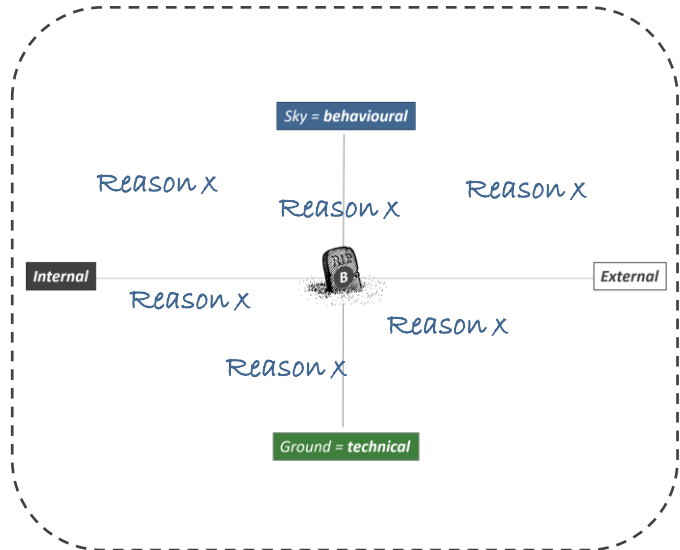 Sky = behavioural
Reason x
Reason x
Reason x
RIP
Internal
B
External
Reason x
Reason x
Reason x
Ground = technical